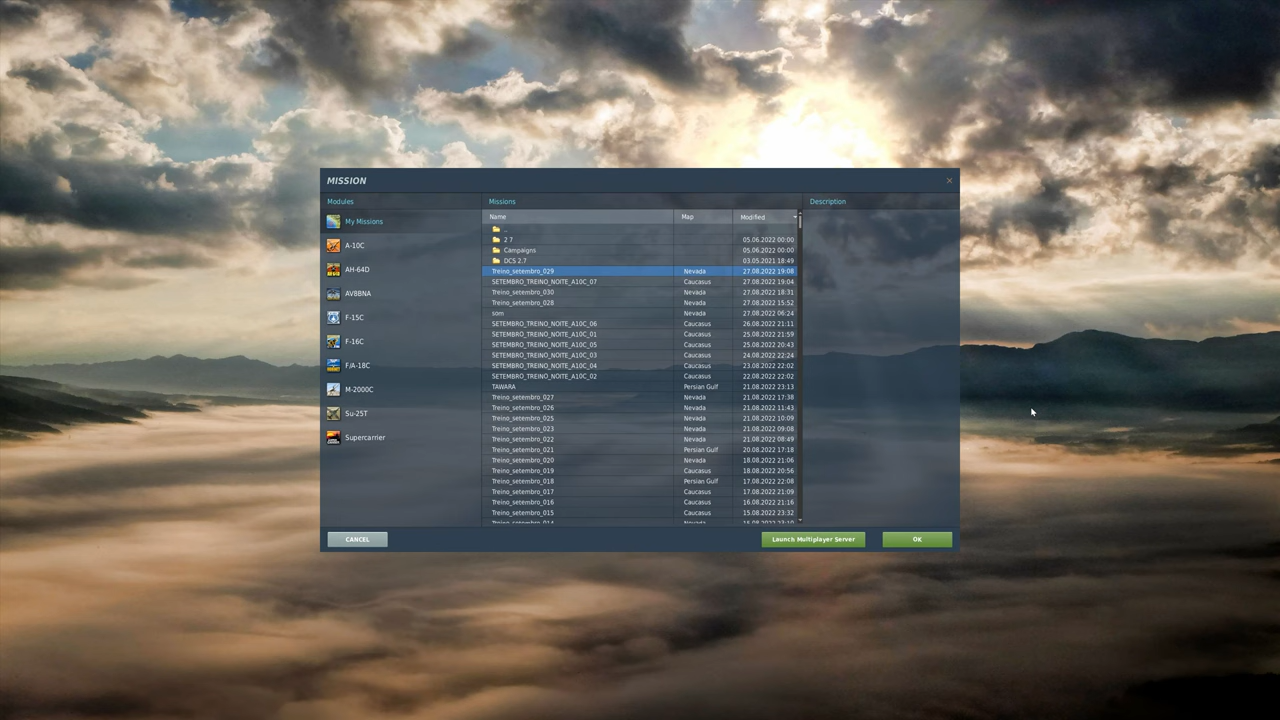 MISSION ×
Modules Missions Description
Name Map Modified
My Missions
A-10C
AH-64D
AV8BNA
F-15C
F-16C
F/A-18C
M-2000C
Su-25T
Supercarrier
..
2 7 05.06.2022 00:00
Campaigns 05.06.2022 00:00
DCS 2.7 03.05.2021 18:49
Treino_setembro_029 Nevada 27.08.2022 19:08
SETEMBRO_TREINO_NOITE_A10C_07 Caucasus 27.08.2022 19:04
Treino_setembro_030 Nevada 27.08.2022 18:31
Treino_setembro_028 Nevada 27.08.2022 15:52
som Nevada 27.08.2022 06:24
SETEMBRO_TREINO_NOITE_A10C_06 Caucasus 26.08.2022 21:11
SETEMBRO_TREINO_NOITE_A10C_01 Caucasus 25.08.2022 21:59
SETEMBRO_TREINO_NOITE_A10C_05 Caucasus 25.08.2022 20:43
SETEMBRO_TREINO_NOITE_A10C_03 Caucasus 24.08.2022 22:24
SETEMBRO_TREINO_NOITE_A10C_04 Caucasus 23.08.2022 22:02
SETEMBRO_TREINO_NOITE_A10C_02 Caucasus 22.08.2022 22:02
TAWARA Persian Gulf 21.08.2022 23:13
Treino_setembro_027 Nevada 21.08.2022 17:38
Treino_setembro_026 Nevada 21.08.2022 11:43
Treino_setembro_025 Nevada 21.08.2022 10:09
Treino_setembro_023 Nevada 21.08.2022 09:08
Treino_setembro_022 Nevada 21.08.2022 08:49
Treino_setembro_021 Persian Gulf 20.08.2022 17:18
Treino_setembro_020 Nevada 18.08.2022 21:06
Treino_setembro_019 Caucasus 18.08.2022 20:56
Treino_setembro_018 Persian Gulf 17.08.2022 22:08
Treino_setembro_017 Caucasus 17.08.2022 21:09
Treino_setembro_016 Caucasus 16.08.2022 21:16
Treino_setembro_015 Caucasus 15.08.2022 23:32
CANCEL Launch Multiplayer Server OK